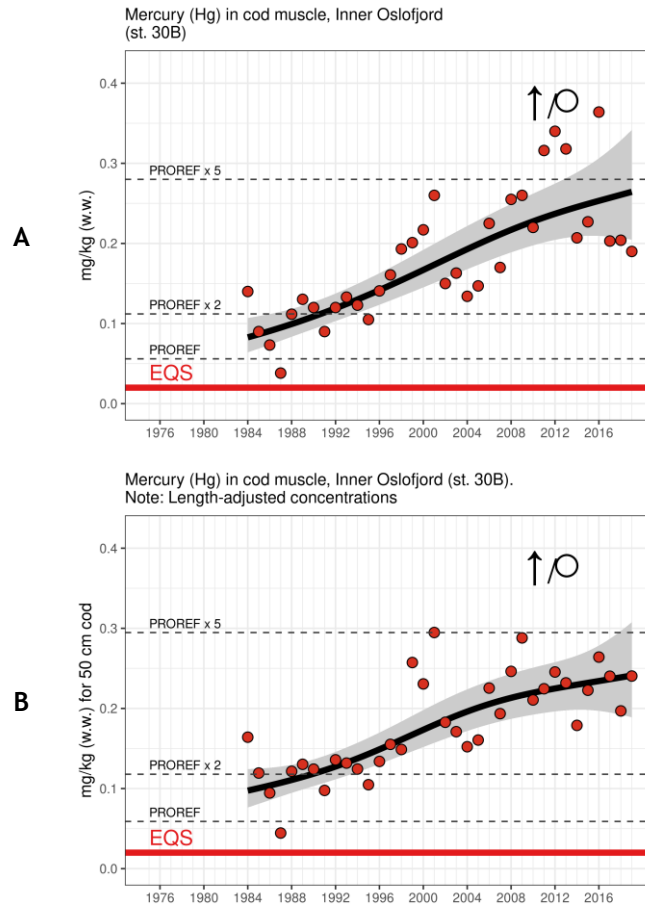 Mercury (Hg) in cod muscle, Inner Oslofjord
(st. 30B)
A
mg/kg (w.w.)
0.4
0.3
0.2
0.1
0.0
PROREF x 5
PROREF x 2
PROREF
EQS
↑/○
1976 1980 1984 1988 1992 1996 2000 2004 2008 2012 2016
Mercury (Hg) in cod muscle, Inner Oslofjord (st. 30B).
Note: Length-adjusted concentrations
B
mg/kg (w.w.) for 50 cm cod
0.4
0.3
0.2
0.1
0.0
PROREF x 5
PROREF x 2
PROREF
EQS
↑/○
1976 1980 1984 1988 1992 1996 2000 2004 2008 2012 2016